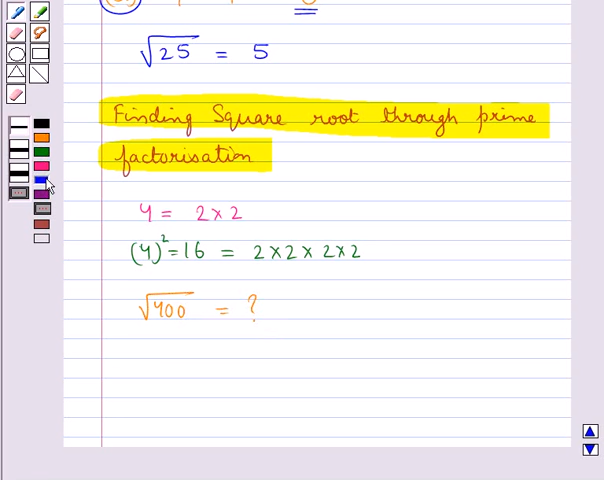 √25 = 5
Finding Square root through prime
factorisation
4 = 2 × 2
(4)² = 16 = 2 × 2 × 2 × 2
√400 = ?